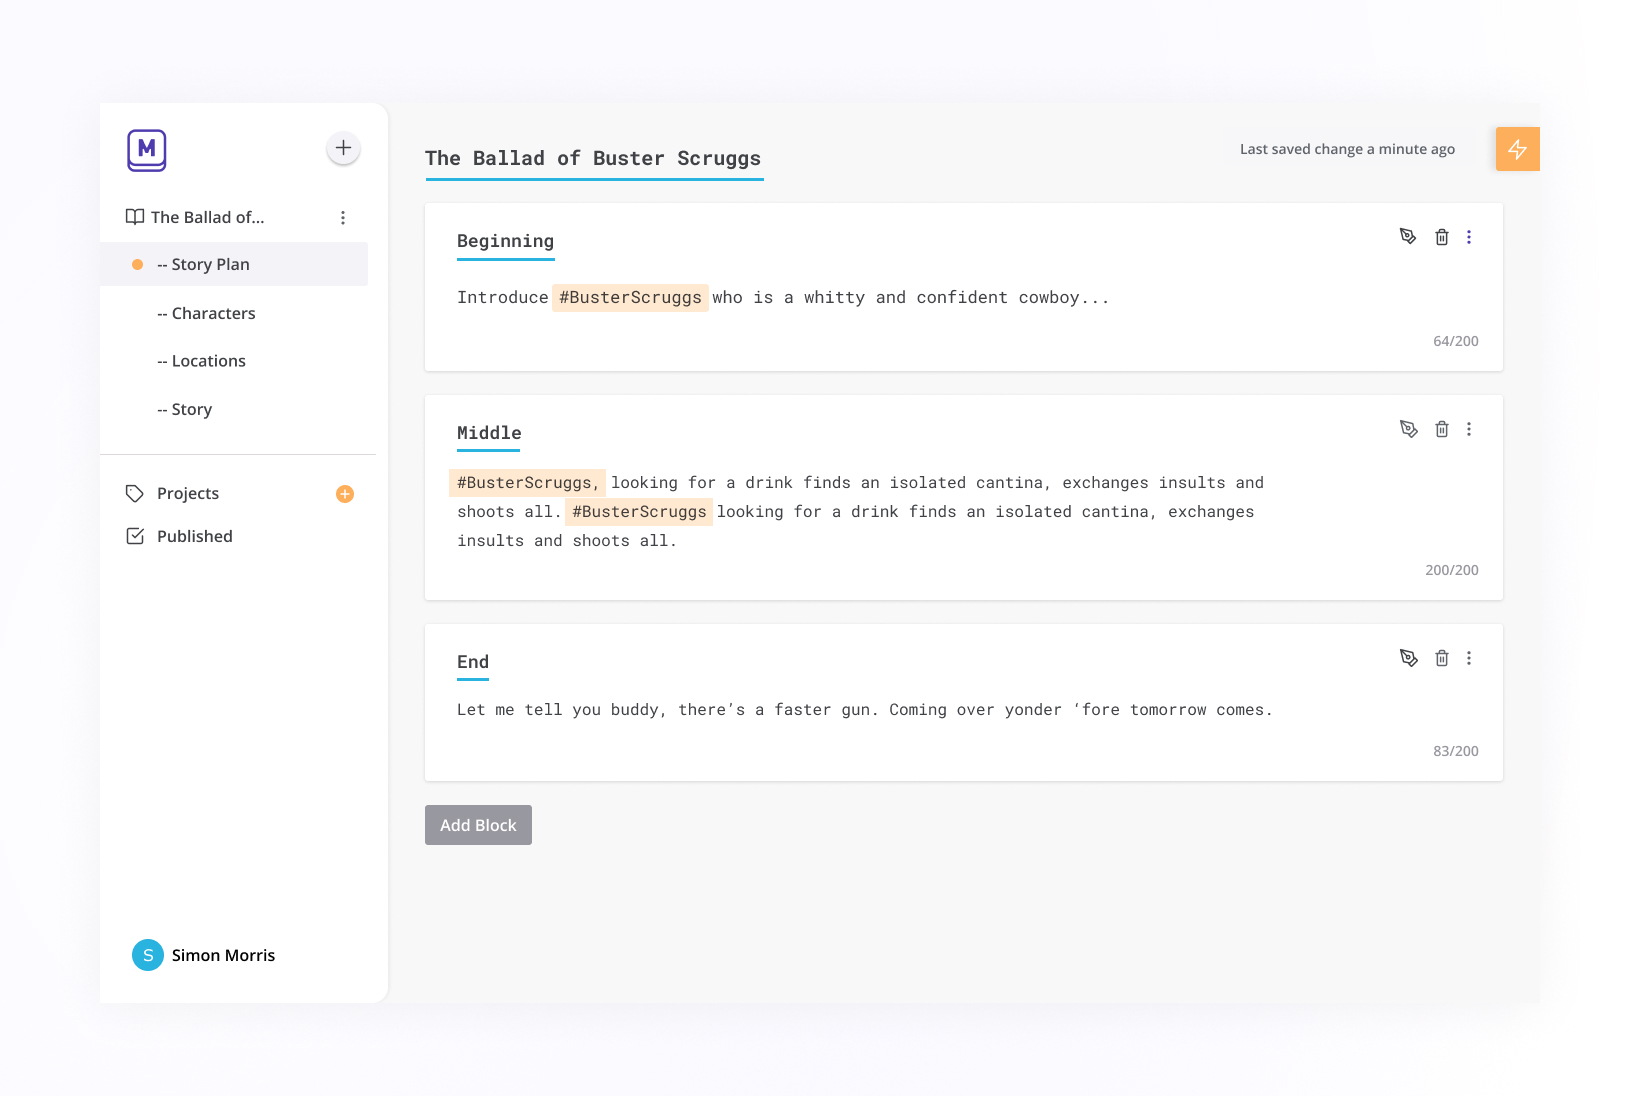 M
The Ballad of...
-- Story Plan
-- Characters
-- Locations
-- Story
Projects
Published
S Simon Morris
The Ballad of Buster Scruggs
Last saved change a minute ago
Beginning
Introduce #BusterScruggs who is a whitty and confident cowboy...
64/200
Middle
#BusterScruggs, looking for a drink finds an isolated cantina, exchanges insults and
shoots all. #BusterScruggs looking for a drink finds an isolated cantina, exchanges
insults and shoots all.
200/200
End
Let me tell you buddy, there’s a faster gun. Coming over yonder ‘fore tomorrow comes.
83/200
Add Block